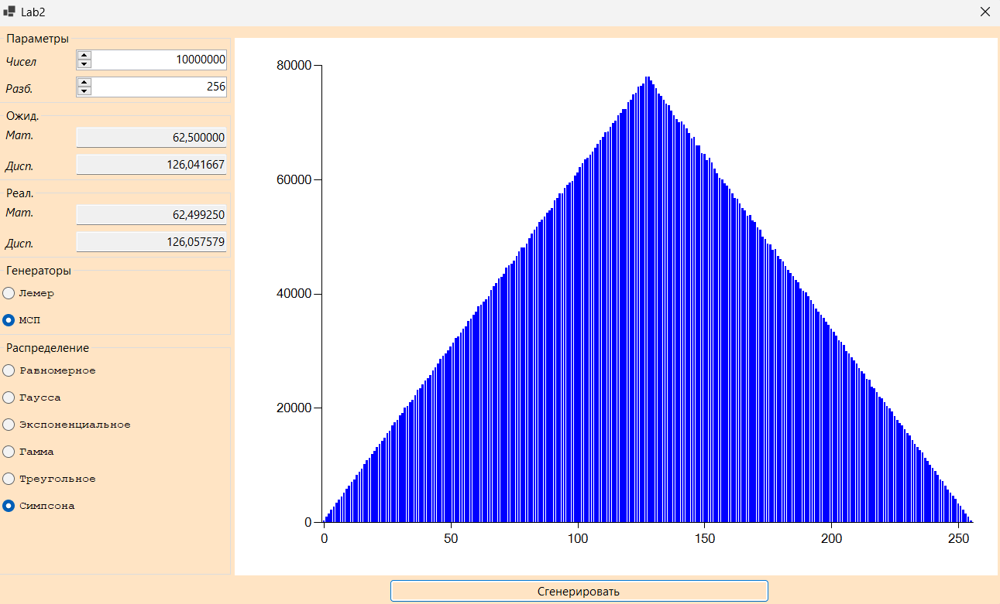 Lab2
Параметры
Чисел 10000000
Разб. 256
Ожид.
Мат. 62,500000
Дисп. 126,041667
Реал.
Мат. 62,499250
Дисп. 126,057579
Генераторы
Лемер
МСП
Распределение
Равномерное
Гаусса
Экспоненциальное
Гамма
Треугольное
Симпсона
80000
60000
40000
20000
0
0 50 100 150 200 250
Сгенерировать